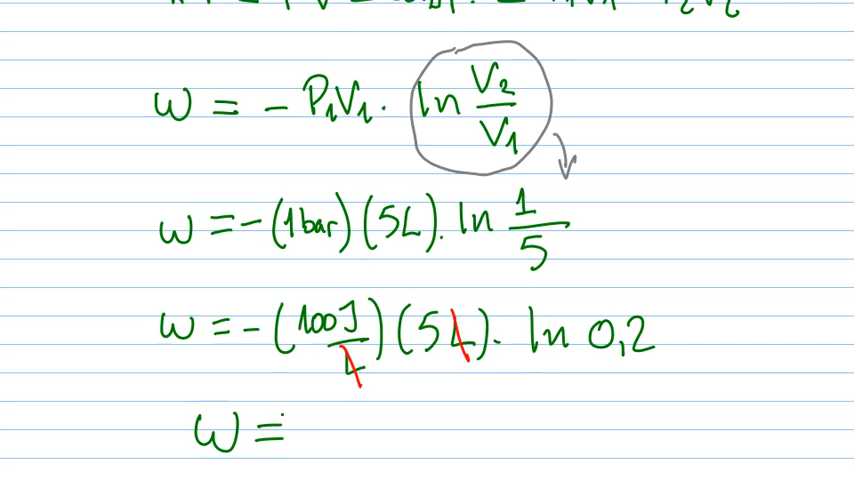 w = - P₁V₁ · ln V₂/V₁
w = - (1bar) (5L) · ln 1/5
w = - (100J/L) (5L) · ln 0,2
w =